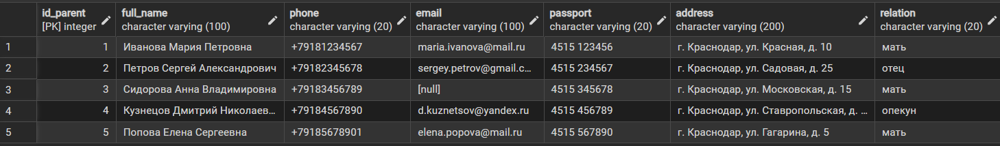 id_parent full_name phone email passport address relation
[PK] integer character varying (100) character varying (20) character varying (100) character varying (20) character varying (200) character varying (20)
1 1 Иванова Мария Петровна +79181234567 maria.ivanova@mail.ru 4515 123456 г. Краснодар, ул. Красная, д. 10 мать
2 2 Петров Сергей Александрович +79182345678 sergey.petrov@gmail.c... 4515 234567 г. Краснодар, ул. Садовая, д. 25 отец
3 3 Сидорова Анна Владимировна +79183456789 [null] 4515 345678 г. Краснодар, ул. Московская, д. 15 мать
4 4 Кузнецов Дмитрий Николаев... +79184567890 d.kuznetsov@yandex.ru 4515 456789 г. Краснодар, ул. Ставропольская, д. ... опекун
5 5 Попова Елена Сергеевна +79185678901 elena.popova@mail.ru 4515 567890 г. Краснодар, ул. Гагарина, д. 5 мать